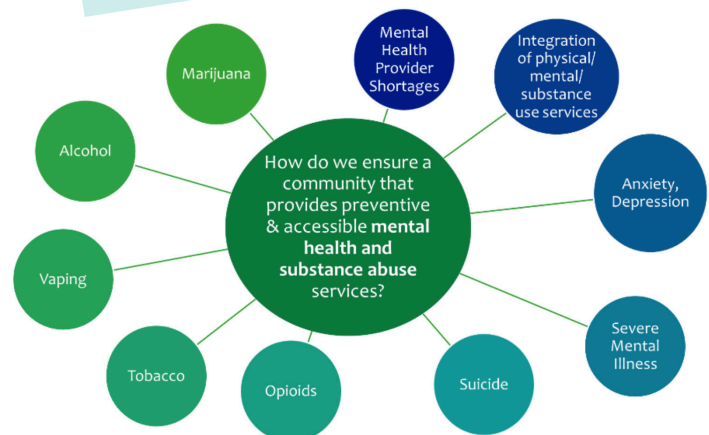 How do we ensure a
community that
provides preventive
& accessible mental
health and
substance abuse
services?
Mental
Health
Provider
Shortages
Integration
of physical/
mental/
substance
use services
Anxiety,
Depression
Severe
Mental
Illness
Suicide
Opioids
Tobacco
Vaping
Alcohol
Marijuana